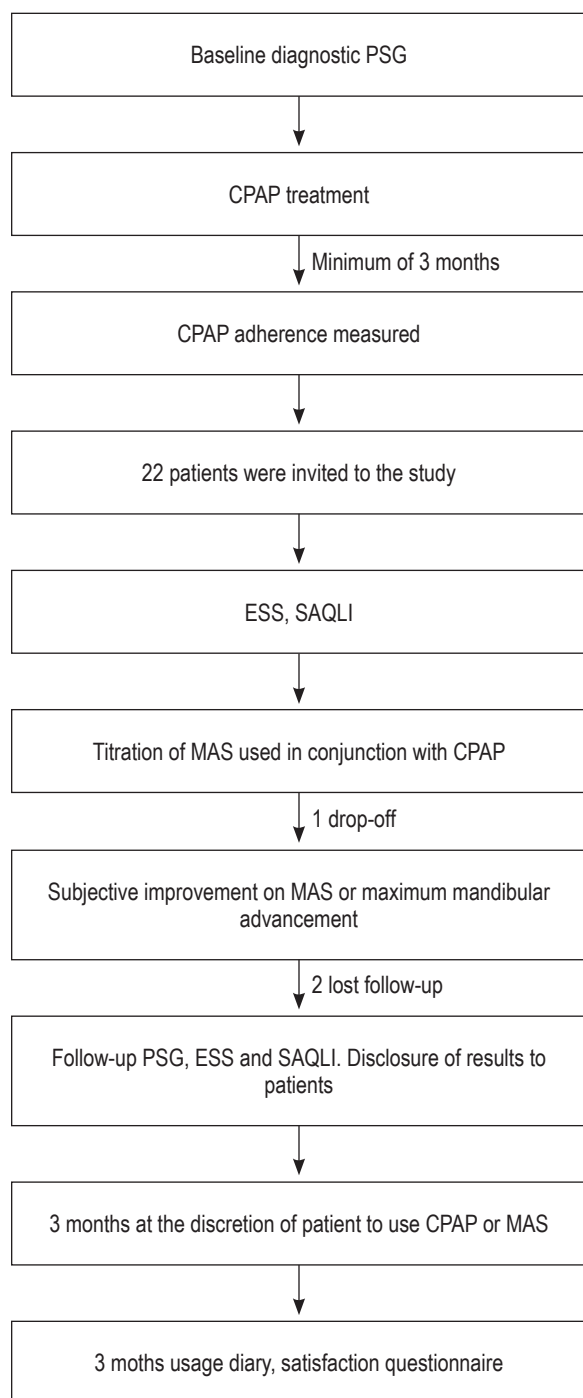 Baseline diagnostic PSG
CPAP treatment
Minimum of 3 months
CPAP adherence measured
22 patients were invited to the study
ESS, SAQLI
Titration of MAS used in conjunction with CPAP
1 drop-off
Subjective improvement on MAS or maximum mandibular
advancement
2 lost follow-up
Follow-up PSG, ESS and SAQLI. Disclosure of results to
patients
3 months at the discretion of patient to use CPAP or MAS
3 moths usage diary, satisfaction questionnaire